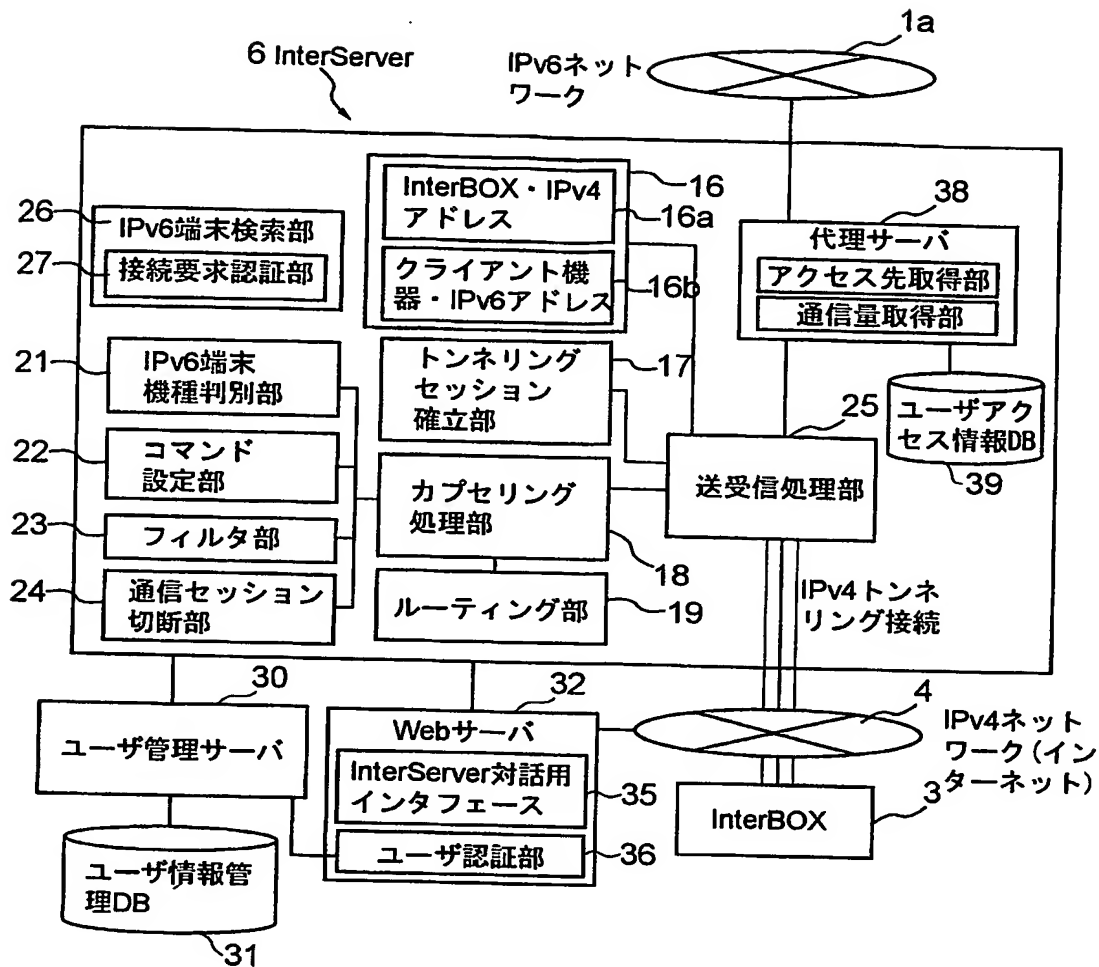 1a
6 InterServer
IPv6ネット
ワーク
InterBOX・IPv4
アドレス
16
16a
クライアント機
器・IPv6アドレス
16b
26
IPv6端末検索部
27
接続要求認証部
38
代理サーバ
アクセス先取得部
通信量取得部
21
IPv6端末
機種判別部
トンネリング
セッション
確立部
17
25
ユーザアク
セス情報DB
39
22
コマンド
設定部
カプセリング
処理部
18
送受信処理部
23
フィルタ部
24
通信セッション
切断部
ルーティング部
19
IPv4トンネ
リング接続
30
ユーザ管理サーバ
32
Webサーバ
InterServer対話用
インタフェース
35
ユーザ認証部
36
4
IPv4ネット
ワーク(イン
ターネット)
InterBOX
3
ユーザ情報管
理DB
31